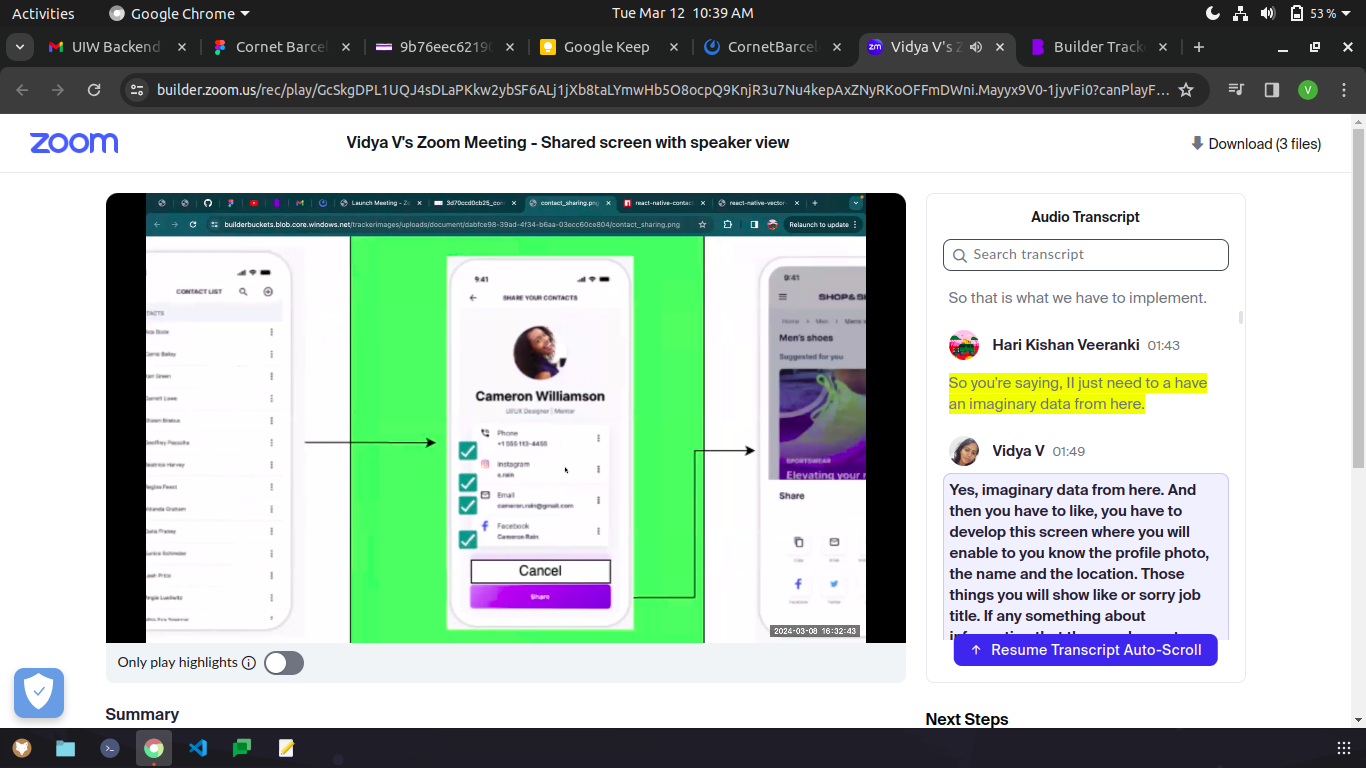 Activities
Google Chrome
Tue Mar 12 10:39 AM
53 %
UIW Backend
Cornet Barcel
9b76eec62190
Google Keep
CornetBarcel
Vidya V's Z
Builder Track
builder.zoom.us/rec/play/GcSkgDPL1UQJ4sDLaPKkw2ybSF6ALj1jXb8taLYmwHb5O8ocpQ9KnjR3u7Nu4kepAxZNyRKoOFFmDWni.Mayyx9V0-1jyvFi0?canPlayF…
V
zoom
Vidya V's Zoom Meeting - Shared screen with speaker view
Download (3 files)
Launch Meeting - Zo
3d70ccd0cb25_con
contact_sharing.png
react-native-contact
react-native-vector-
builderbuckets.blob.core.windows.net/trackerimages/uploads/document/dabfce98-39ad-4f34-b6aa-03ecc60ce804/contact_sharing.png
Relaunch to update
CONTACT LIST
9:41
SHARE YOUR CONTACTS
Cameron Williamson
UI/UX Designer | Mentor
Phone
+1 555 113-4455
Instagram
c.rain
Email
cameron.rain@gmail.com
Facebook
Cameron Rain
Cancel
Share
9:41
SHOP&S
Home
Men
Men's shoes
Suggested for you
SPORTSWEAR
Elevating your
Share
Copy
Email
Facebook
Twitter
2024-03-08 16:32:43
Only play highlights
Summary
Audio Transcript
Search transcript
So that is what we have to implement.
Hari Kishan Veeranki 01:43
So you're saying, II just need to a have
an imaginary data from here.
Vidya V 01:49
Yes, imaginary data from here. And
then you have to like, you have to
develop this screen where you will
enable to you know the profile photo,
the name and the location. Those
things you will show like or sorry job
title. If any something about
Resume Transcript Auto-Scroll
Next Steps